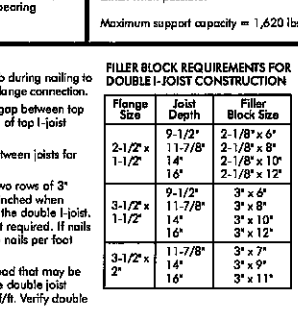 bearing
Maximum support capacity = 1,620 lbs
during nailing to
flange connection.
gap between top
of top I-joist
between joists for
two rows of 3"
clinched when
the double I-joist.
required. If nails
nails per foot
that may be
double joist
/ft. Verify double
FILLER BLOCK REQUIREMENTS FOR
DOUBLE I-JOIST CONSTRUCTION
Flange Size Joist Depth Filler Block Size
2-1/2" x 1-1/2"
9-1/2" 2-1/8" x 6"
11-7/8" 2-1/8" x 8"
14" 2-1/8" x 10"
16" 2-1/8" x 12"
3-1/2" x 1-1/2"
9-1/2" 3" x 6"
11-7/8" 3" x 8"
14" 3" x 10"
16" 3" x 12"
3-1/2" x 2"
11-7/8" 3" x 7"
14" 3" x 9"
16" 3" x 11"